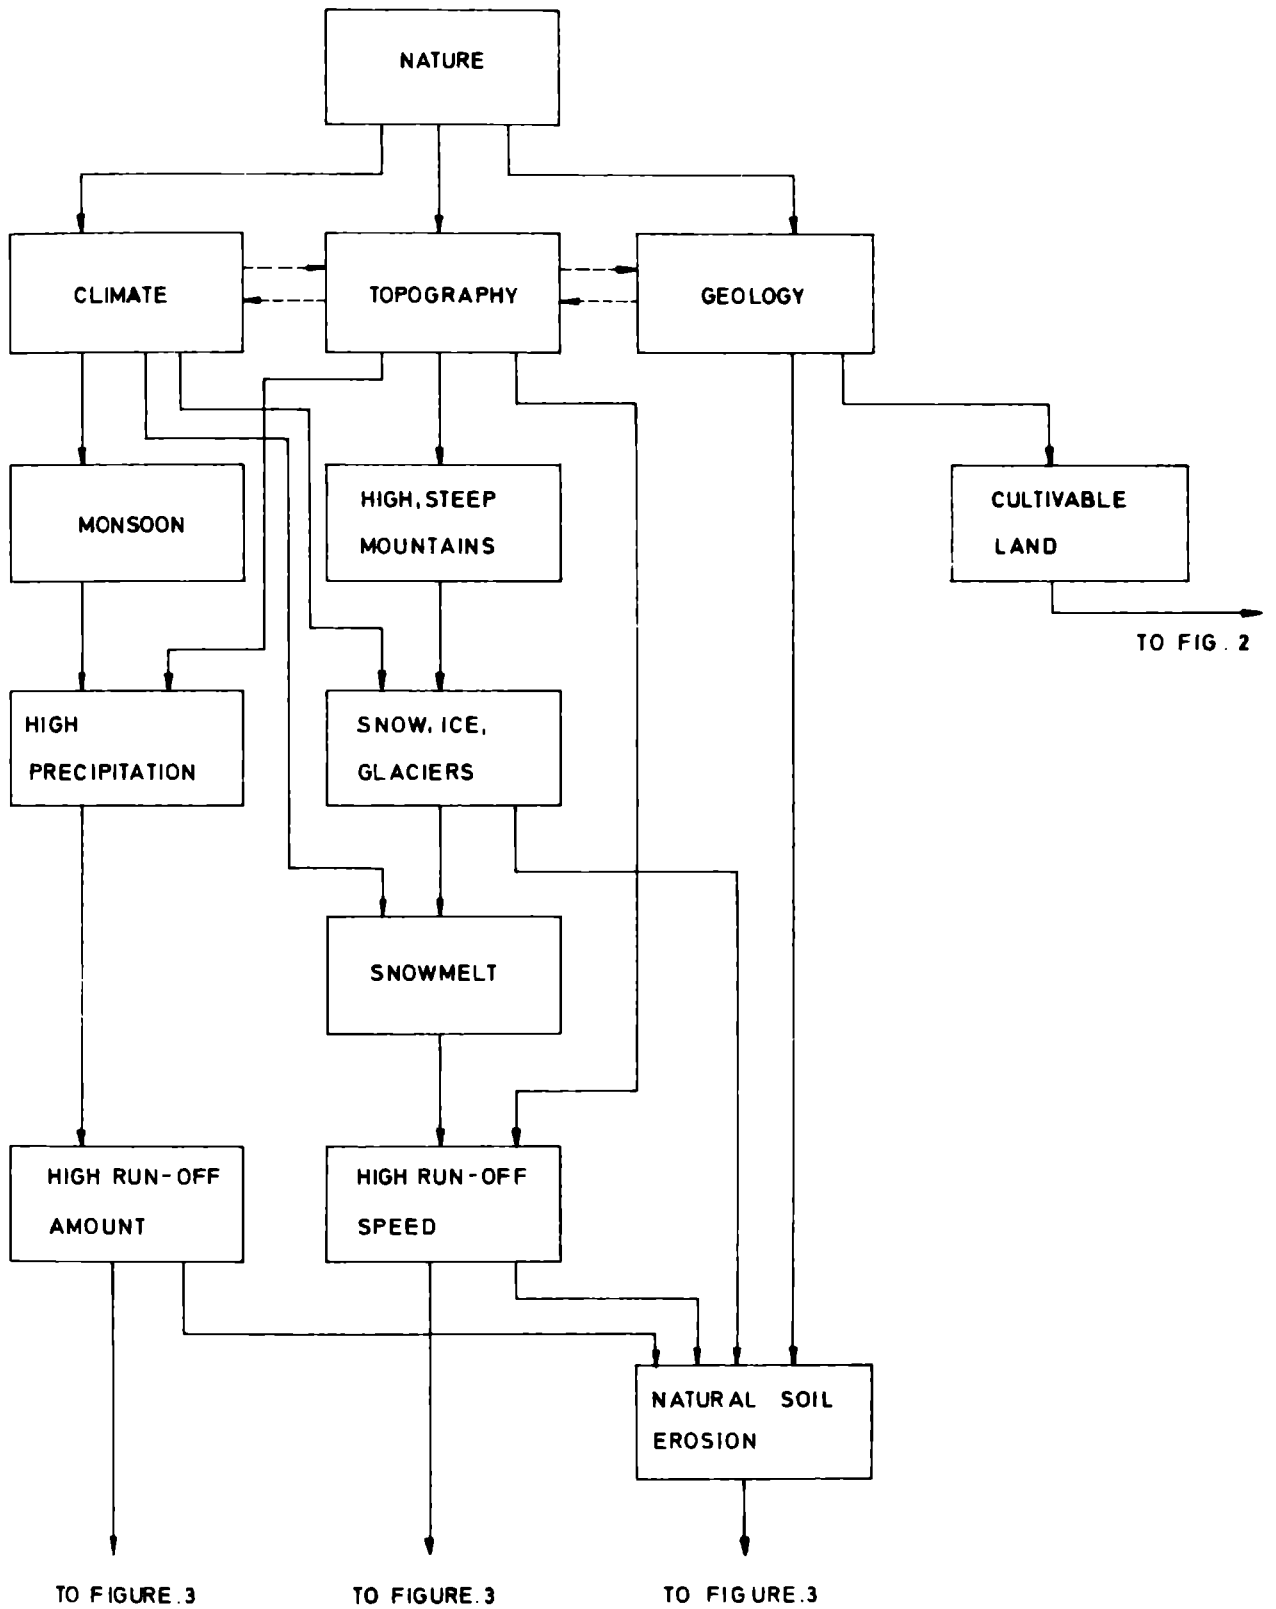 NATURE
CLIMATE
TOPOGRAPHY
GEOLOGY
MONSOON
HIGH, STEEP
MOUNTAINS
CULTIVABLE
LAND
TO FIG. 2
HIGH
PRECIPITATION
SNOW, ICE,
GLACIERS
SNOWMELT
HIGH RUN-OFF
AMOUNT
HIGH RUN-OFF
SPEED
NATURAL SOIL
EROSION
TO FIGURE.3
TO FIGURE.3
TO FIGURE.3